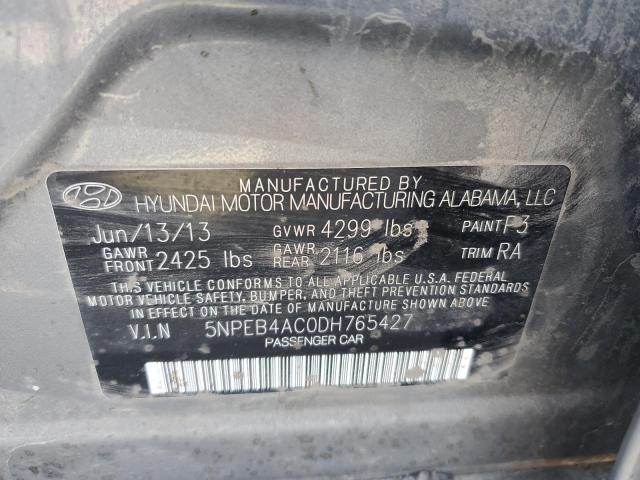 MANUFACTURED BY
HYUNDAI MOTOR MANUFACTURING ALABAMA, LLC
Jun/13/13 GVWR 4299 lbs PAINT F3
GAWR FRONT 2425 lbs GAWR REAR 2116 lbs TRIM RA
THIS VEHICLE CONFORMS TO ALL APPLICABLE U.S.A. FEDERAL
MOTOR VEHICLE SAFETY, BUMPER, AND THEFT PREVENTION STANDARDS
IN EFFECT ON THE DATE OF MANUFACTURE SHOWN ABOVE
V.I.N 5NPEB4AC0DH765427
PASSENGER CAR